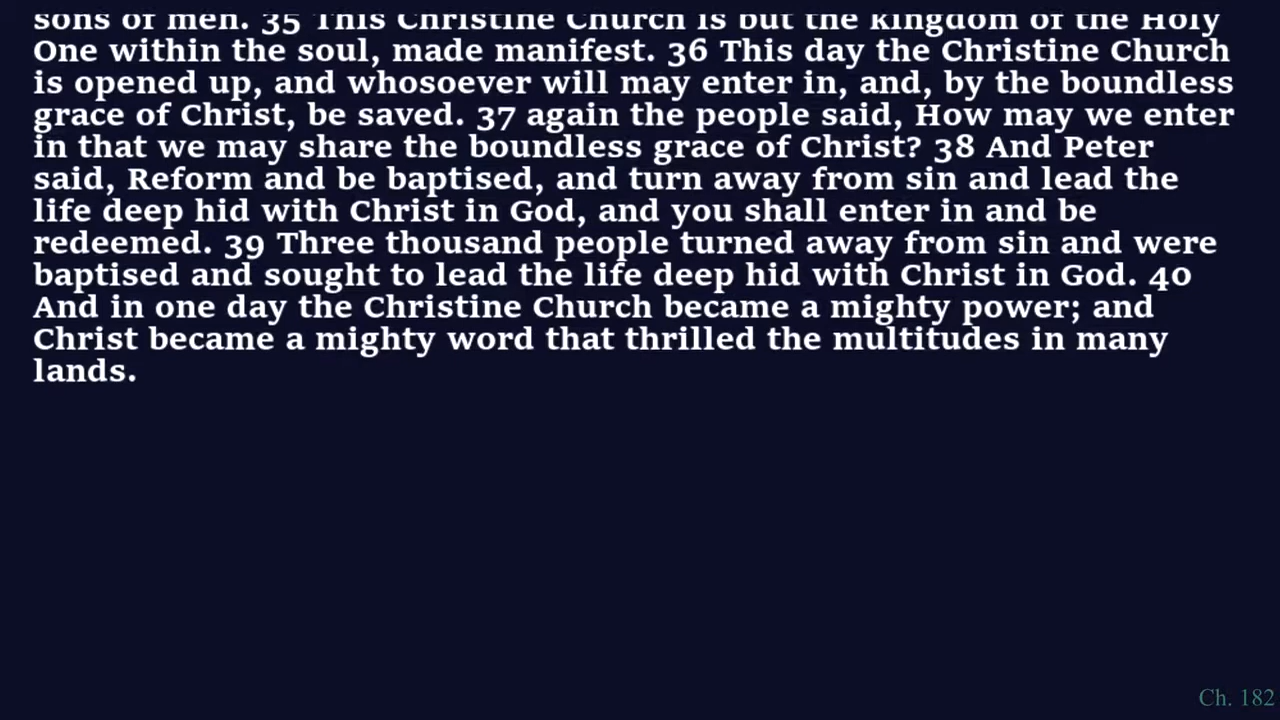 sons of men. 35 This Christine Church is but the kingdom of the Holy
One within the soul, made manifest. 36 This day the Christine Church
is opened up, and whosoever will may enter in, and, by the boundless
grace of Christ, be saved. 37 again the people said, How may we enter
in that we may share the boundless grace of Christ? 38 And Peter
said, Reform and be baptised, and turn away from sin and lead the
life deep hid with Christ in God, and you shall enter in and be
redeemed. 39 Three thousand people turned away from sin and were
baptised and sought to lead the life deep hid with Christ in God. 40
And in one day the Christine Church became a mighty power; and
Christ became a mighty word that thrilled the multitudes in many
lands.
Ch. 182